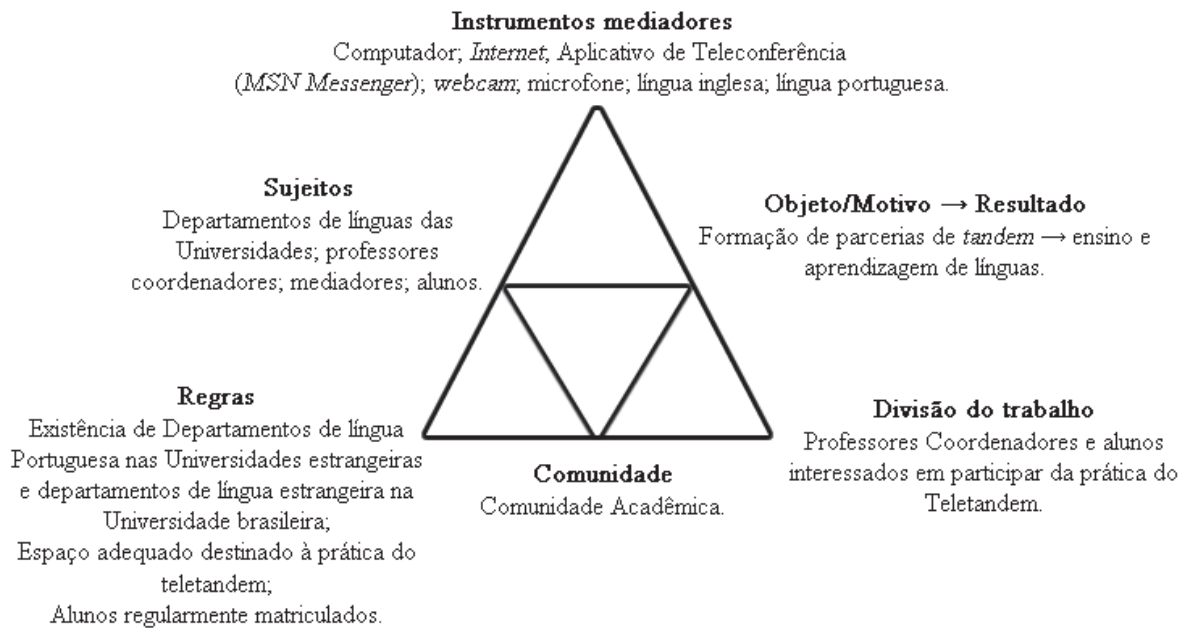 Instrumentos mediadores
Computador; Internet, Aplicativo de Teleconferência
(MSN Messenger); webcam; microfone; língua inglesa; língua portuguesa.
Sujeitos
Departamentos de línguas das
Universidades; professores
coordenadores; mediadores; alunos.
Objeto/Motivo → Resultado
Formação de parcerias de tandem → ensino e
aprendizagem de línguas.
Regras
Existência de Departamentos de língua
Portuguesa nas Universidades estrangeiras
e departamentos de língua estrangeira na
Universidade brasileira;
Espaço adequado destinado à prática do
teletandem;
Alunos regularmente matriculados.
Comunidade
Comunidade Acadêmica.
Divisão do trabalho
Professores Coordenadores e alunos
interessados em participar da prática do
Teletandem.